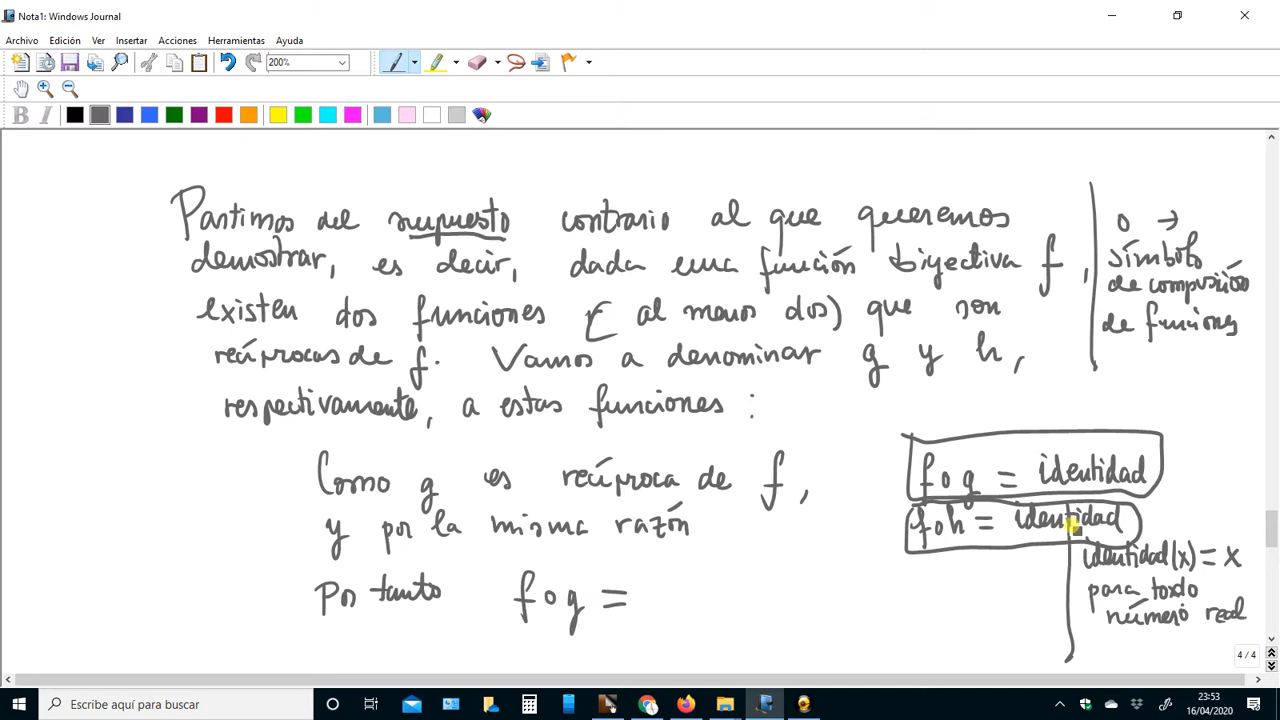 Nota1: Windows Journal
Archivo Edición Ver Insertar Acciones Herramientas Ayuda
200%
B I
Partimos del supuesto contrario al que queremos
demostrar, es decir, dada una función biyectiva f,
existen dos funciones ( al menos dos) que son
recíprocas de f. Vamos a denominar g y h,
respectivamente, a estas funciones :
o →
símbolo
de composición
de funciones
Como g es recíproca de f,
y por la misma razón
Por tanto f o g =
f o g = identidad
f o h = identidad
identidad(x) = x
para todo
número real
4 / 4
Escribe aquí para buscar
23:53
16/04/2020